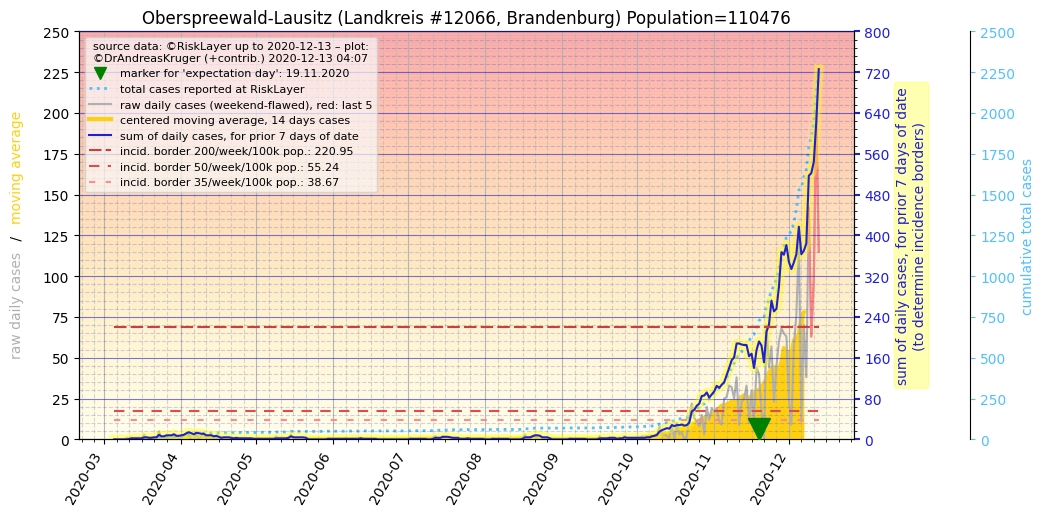 Oberspreewald-Lausitz (Landkreis #12066, Brandenburg) Population=110476
source data: ©RiskLayer up to 2020-12-13 – plot:
©DrAndreasKruger (+contrib.) 2020-12-13 04:07
marker for 'expectation day': 19.11.2020
total cases reported at RiskLayer
raw daily cases (weekend-flawed), red: last 5
centered moving average, 14 days cases
sum of daily cases, for prior 7 days of date
incid. border 200/week/100k pop.: 220.95
incid. border 50/week/100k pop.: 55.24
incid. border 35/week/100k pop.: 38.67
raw daily cases / moving average
250
225
200
175
150
125
100
75
50
25
0
2020-03
2020-04
2020-05
2020-06
2020-07
2020-08
2020-09
2020-10
2020-11
2020-12
800
720
640
560
480
400
320
240
160
80
0
sum of daily cases, for prior 7 days of date
(to determine incidence borders)
2500
2250
2000
1750
1500
1250
1000
750
500
250
0
cumulative total cases